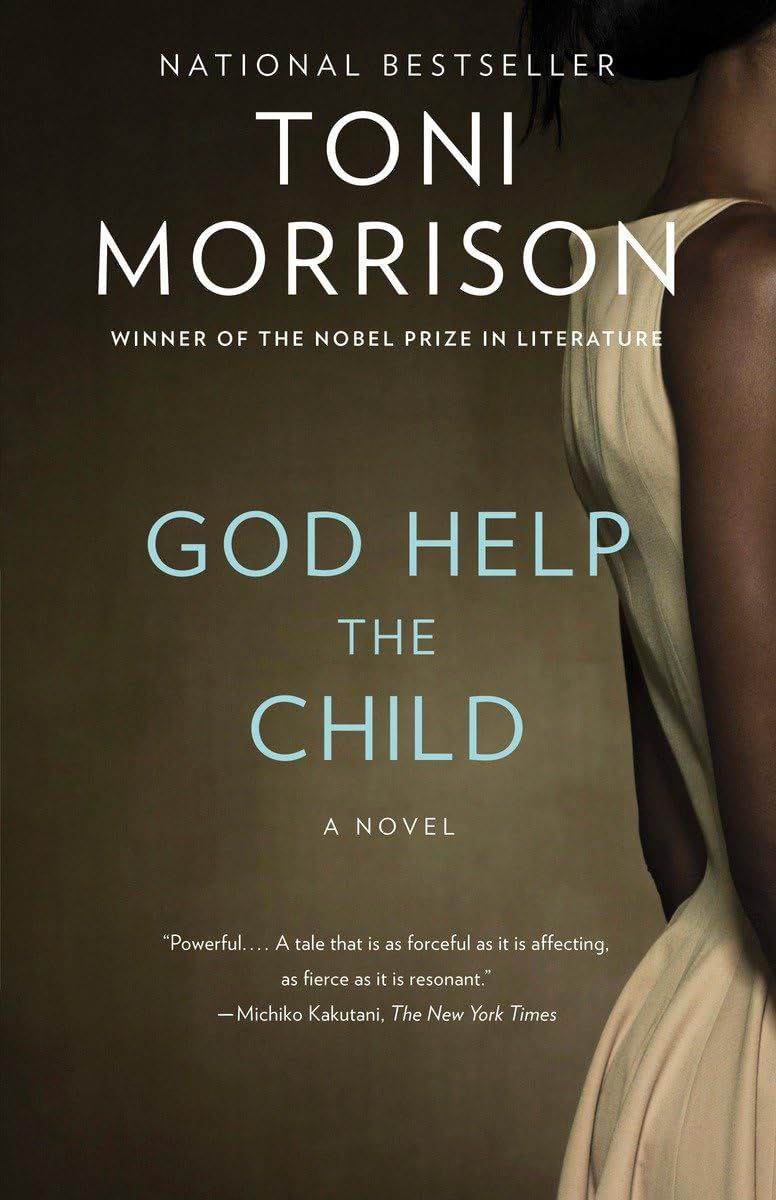 NATIONAL BESTSELLER
TONI
MORRISON
WINNER OF THE NOBEL PRIZE IN LITERATURE
GOD HELP
THE
CHILD
A NOVEL
“Powerful.... A tale that is as forceful as it is affecting,
as fierce as it is resonant.”
—Michiko Kakutani, The New York Times